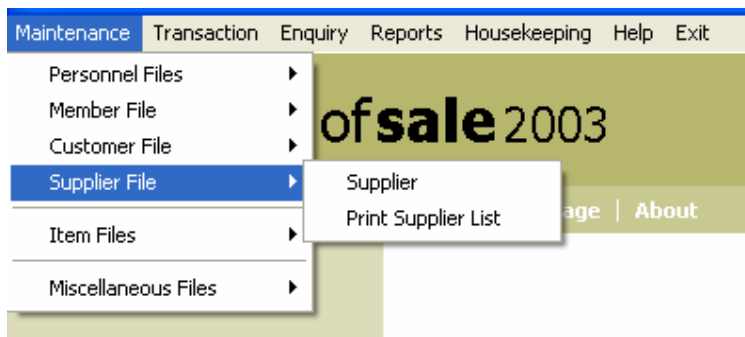 Maintenance Transaction Enquiry Reports Housekeeping Help Exit
Personnel Files
Member File
Customer File
of sale 2003
Supplier File
Supplier
Print Supplier List
age | About
Item Files
Miscellaneous Files